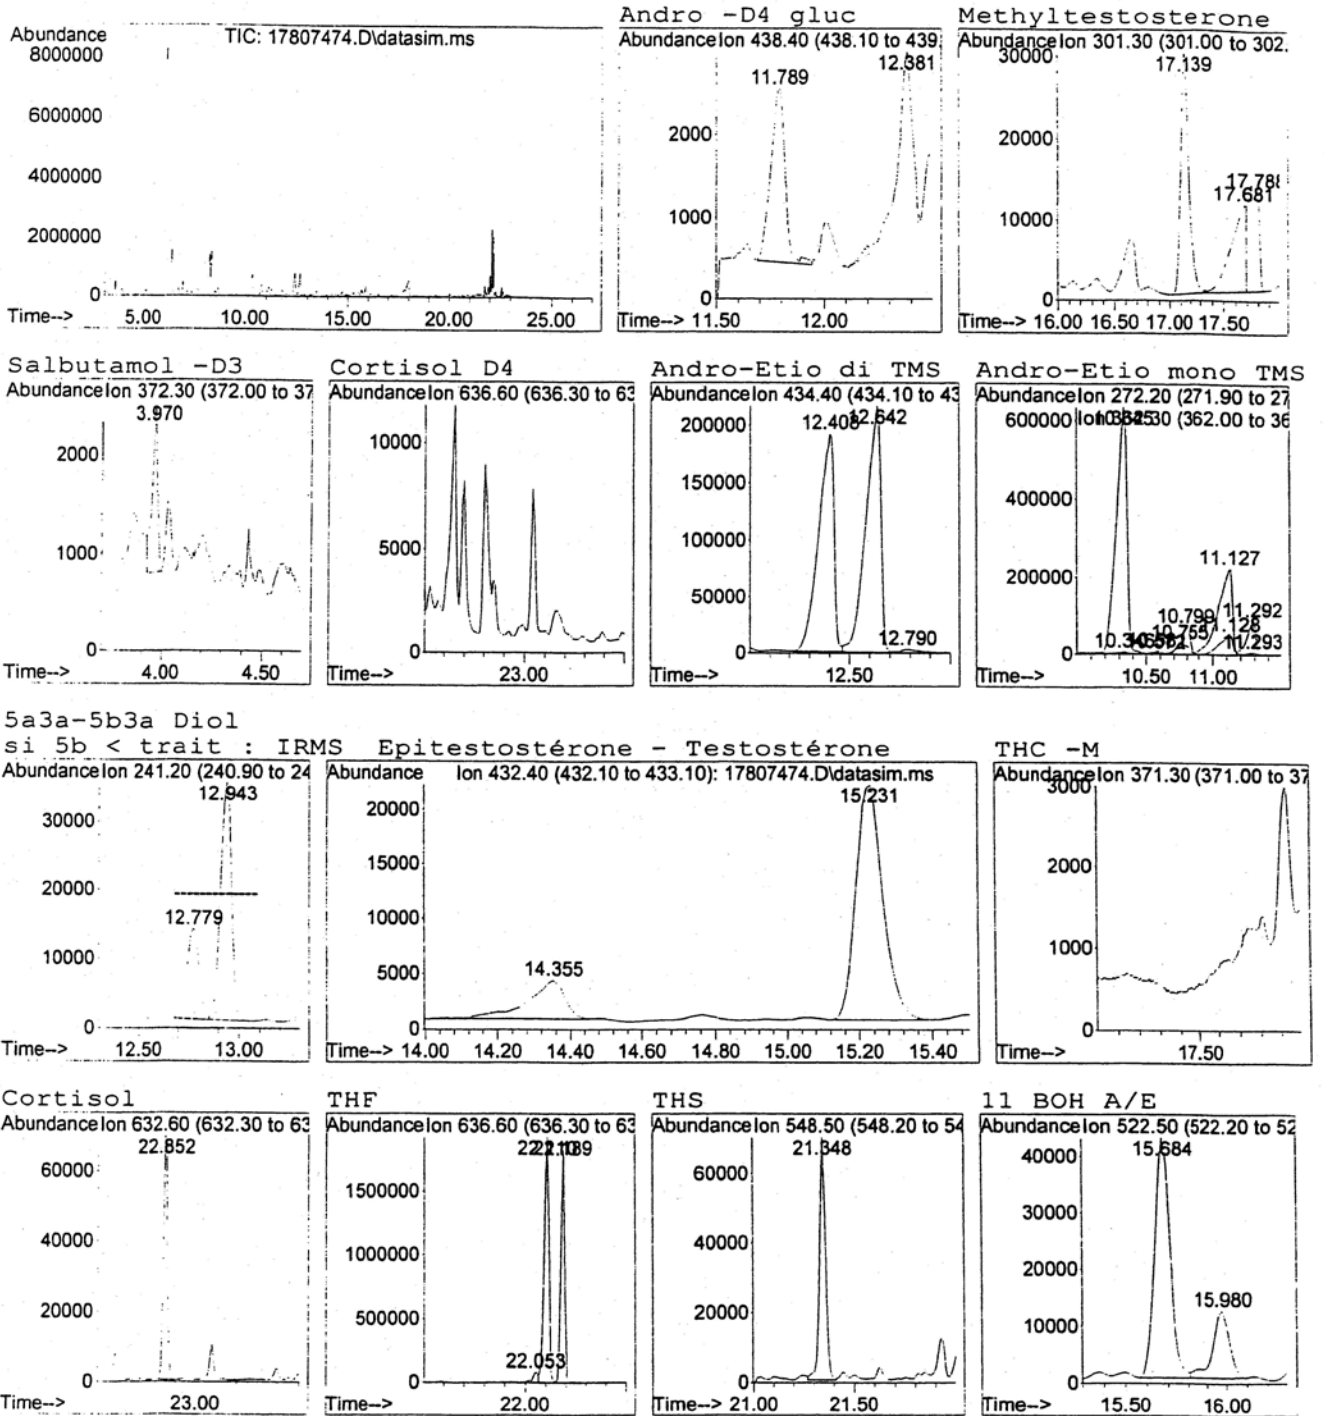 Andro -D4 gluc
Methyltestosterone
Abundance
TIC: 17807474.D\datasim.ms
8000000
6000000
4000000
2000000
0
Time-->
5.00 10.00 15.00 20.00 25.00
Abundance Ion 438.40 (438.10 to 439
11.789
12.381
2000
1000
0
Time--> 11.50 12.00
Abundance Ion 301.30 (301.00 to 302.
30000
17.139
20000
17.788
17.681
10000
0
Time-->
16.00 16.50 17.00 17.50
Salbutamol -D3
Abundance Ion 372.30 (372.00 to 37
3.970
2000
1000
0
Time--> 4.00 4.50
Cortisol D4
Abundance Ion 636.60 (636.30 to 63
10000
5000
0
Time--> 23.00
Andro-Etio di TMS
Abundance Ion 434.40 (434.10 to 43
200000
12.408
12.642
150000
100000
50000
12.790
0
Time--> 12.50
Andro-Etio mono TMS
Abundance Ion 272.20 (271.90 to 27
600000
(362.00 to 36
400000
200000
11.127
10.799
11.292
10.755
11.128
11.293
0
Time--> 10.50 11.00
5a3a-5b3a Diol
si 5b < trait : IRMS
Abundance Ion 241.20 (240.90 to 24
12.943
30000
20000
12.779
10000
0
Time--> 12.50 13.00
Epitestostérone - Testostérone
Abundance Ion 432.40 (432.10 to 433.10): 17807474.D\datasim.ms
15.231
20000
15000
10000
14.355
5000
0
Time--> 14.00 14.20 14.40 14.60 14.80 15.00 15.20 15.40
THC -M
Abundance Ion 371.30 (371.00 to 37
3000
2000
1000
0
Time--> 17.50
Cortisol
Abundance Ion 632.60 (632.30 to 63
22.852
60000
40000
20000
0
Time--> 23.00
THF
Abundance Ion 636.60 (636.30 to 63
1500000
1000000
500000
22.053
0
Time--> 22.00
THS
Abundance Ion 548.50 (548.20 to 54
21.348
60000
40000
20000
0
Time--> 21.00 21.50
11 BOH A/E
Abundance Ion 522.50 (522.20 to 52
40000
15.684
30000
20000
15.980
10000
0
Time--> 15.50 16.00